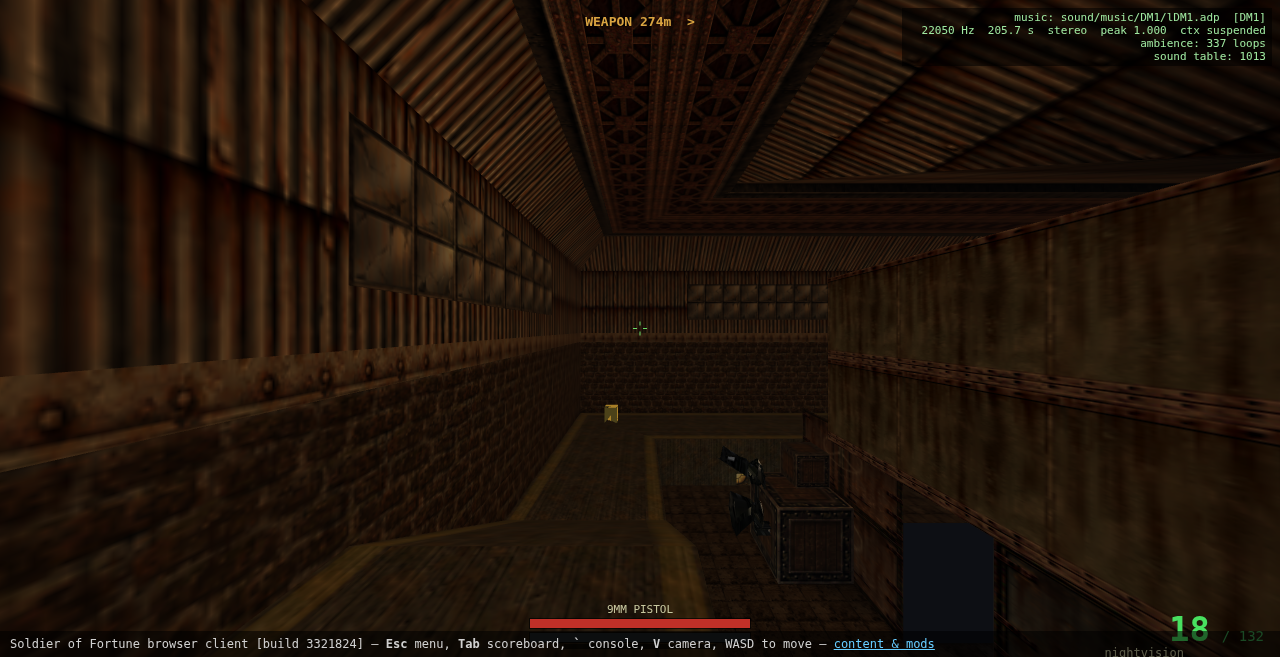 WEAPON 274m >
music: sound/music/DM1/lDM1.adp [DM1]
22050 Hz 205.7 s stereo peak 1.000 ctx suspended
ambience: 337 loops
sound table: 1013
9MM PISTOL
18 / 132
Soldier of Fortune browser client [build 3321824] — Esc menu, Tab scoreboard, ` console, V camera, WASD to move — content & mods
nightvision